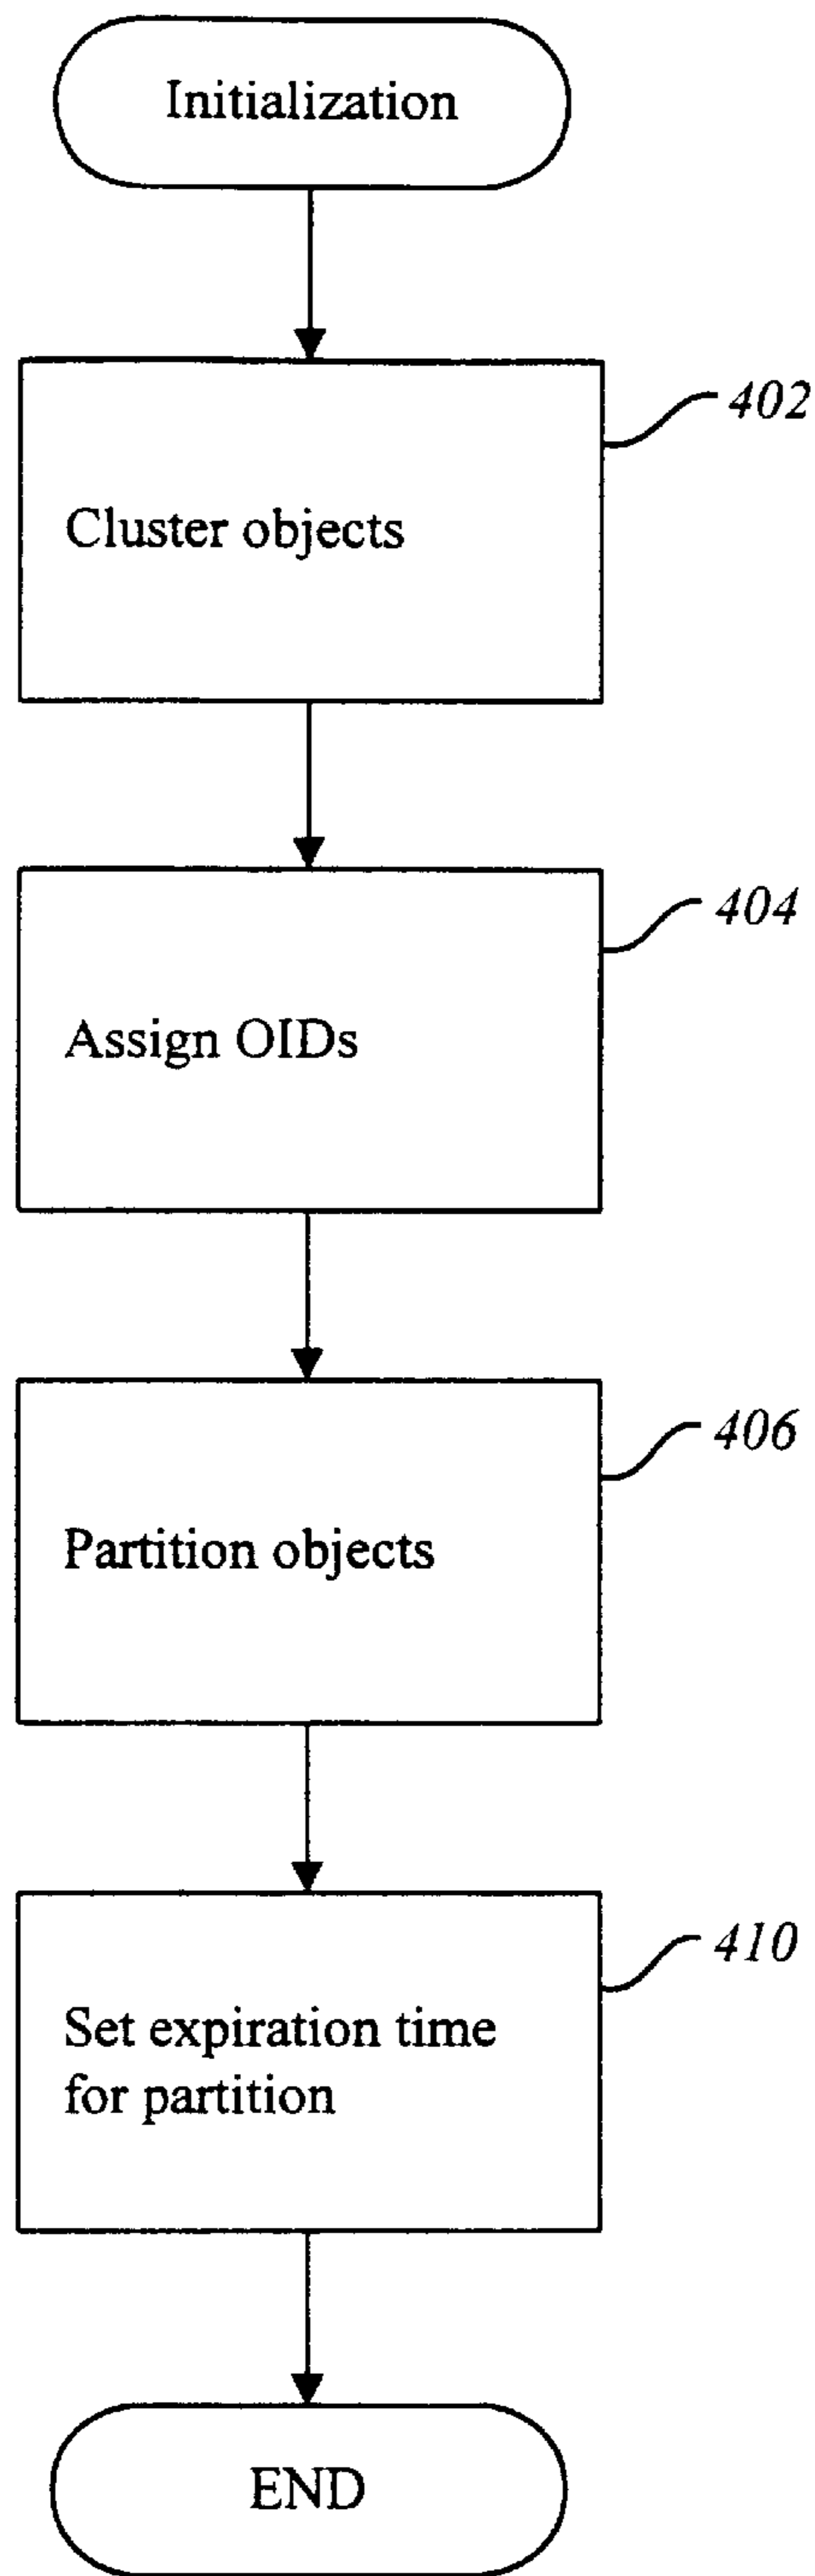 Initialization
402
Cluster objects
404
Assign OIDs
406
Partition objects
410
Set expiration time
for partition
END